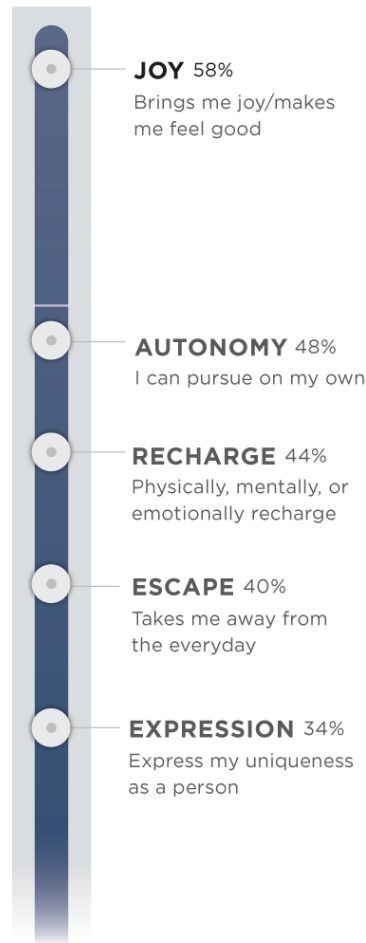 JOY 58%
Brings me joy/makes
me feel good
AUTONOMY 48%
I can pursue on my own
RECHARGE 44%
Physically, mentally, or
emotionally recharge
ESCAPE 40%
Takes me away from
the everyday
EXPRESSION 34%
Express my uniqueness
as a person